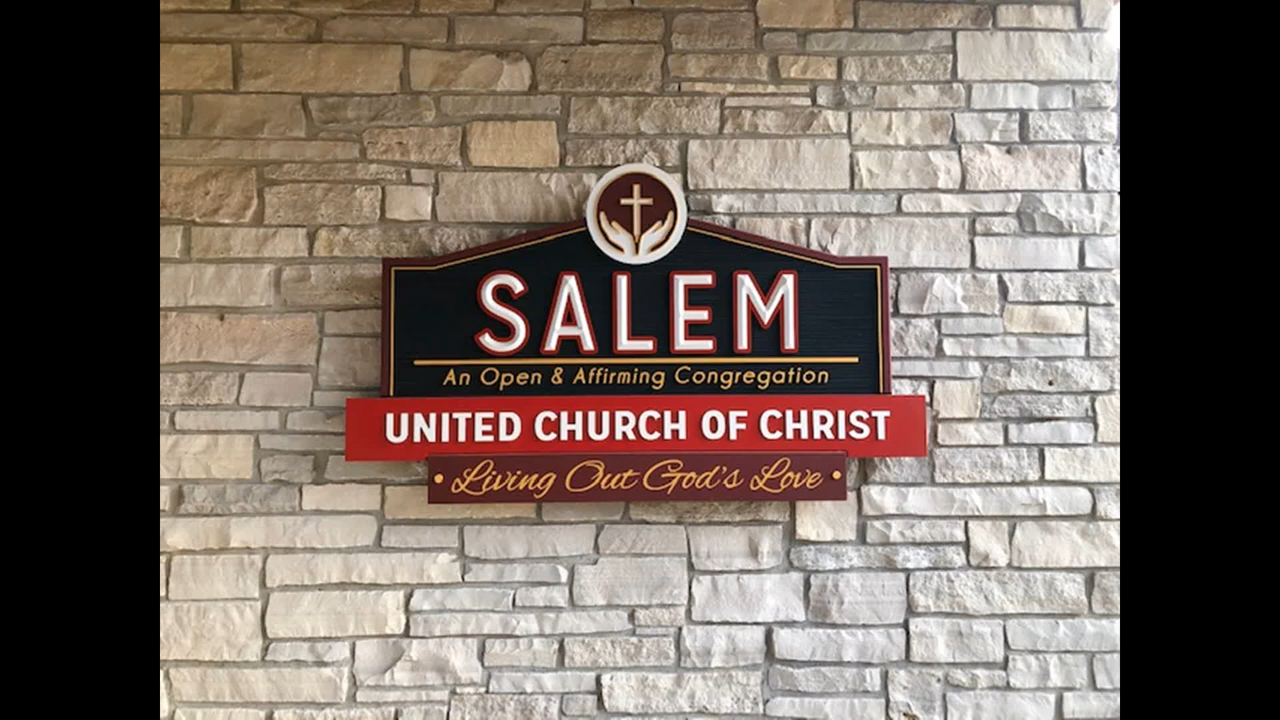 SALEM
An Open & Affirming Congregation
UNITED CHURCH OF CHRIST
• Living Out God's Love •